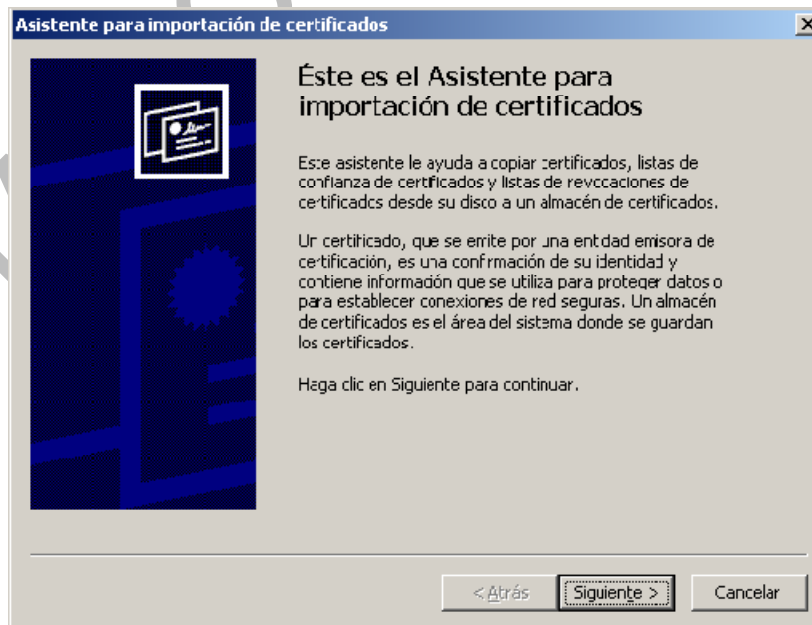 Asistente para importación de certificados
Éste es el Asistente para
importación de certificados
Este asistente le ayuda a copiar certificados, listas de
confianza de certificados y listas de revocaciones de
certificados desde su disco a un almacén de certificados.
Un certificado, que se emite por una entidad emisora de
certificación, es una confirmación de su identidad y
contiene información que se utiliza para proteger datos o
para establecer conexiones de red seguras. Un almacén
de certificados es el área del sistema donde se guardan
los certificados.
Haga clic en Siguiente para continuar.
< Atrás Siguiente > Cancelar